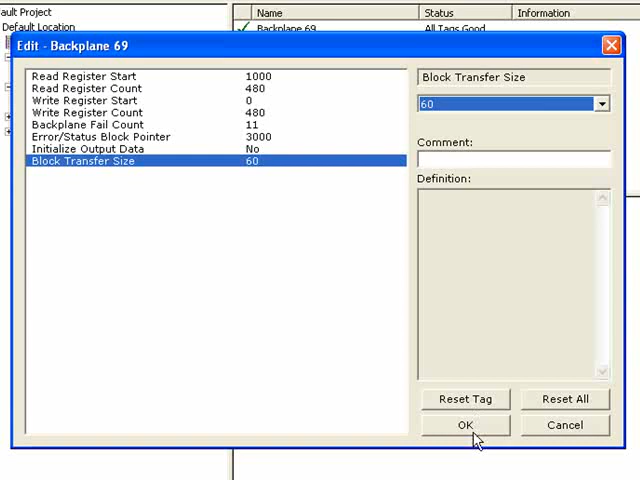 ault Project
Name Status Information
Default Location
Backplane 69 All Tags Good
Edit - Backplane 69
Read Register Start 1000
Read Register Count 480
Write Register Start 0
Write Register Count 480
Backplane Fail Count 11
Error/Status Block Pointer 3000
Initialize Output Data No
Block Transfer Size 60
Block Transfer Size
60
Comment:
Definition:
Reset Tag Reset All
OK Cancel